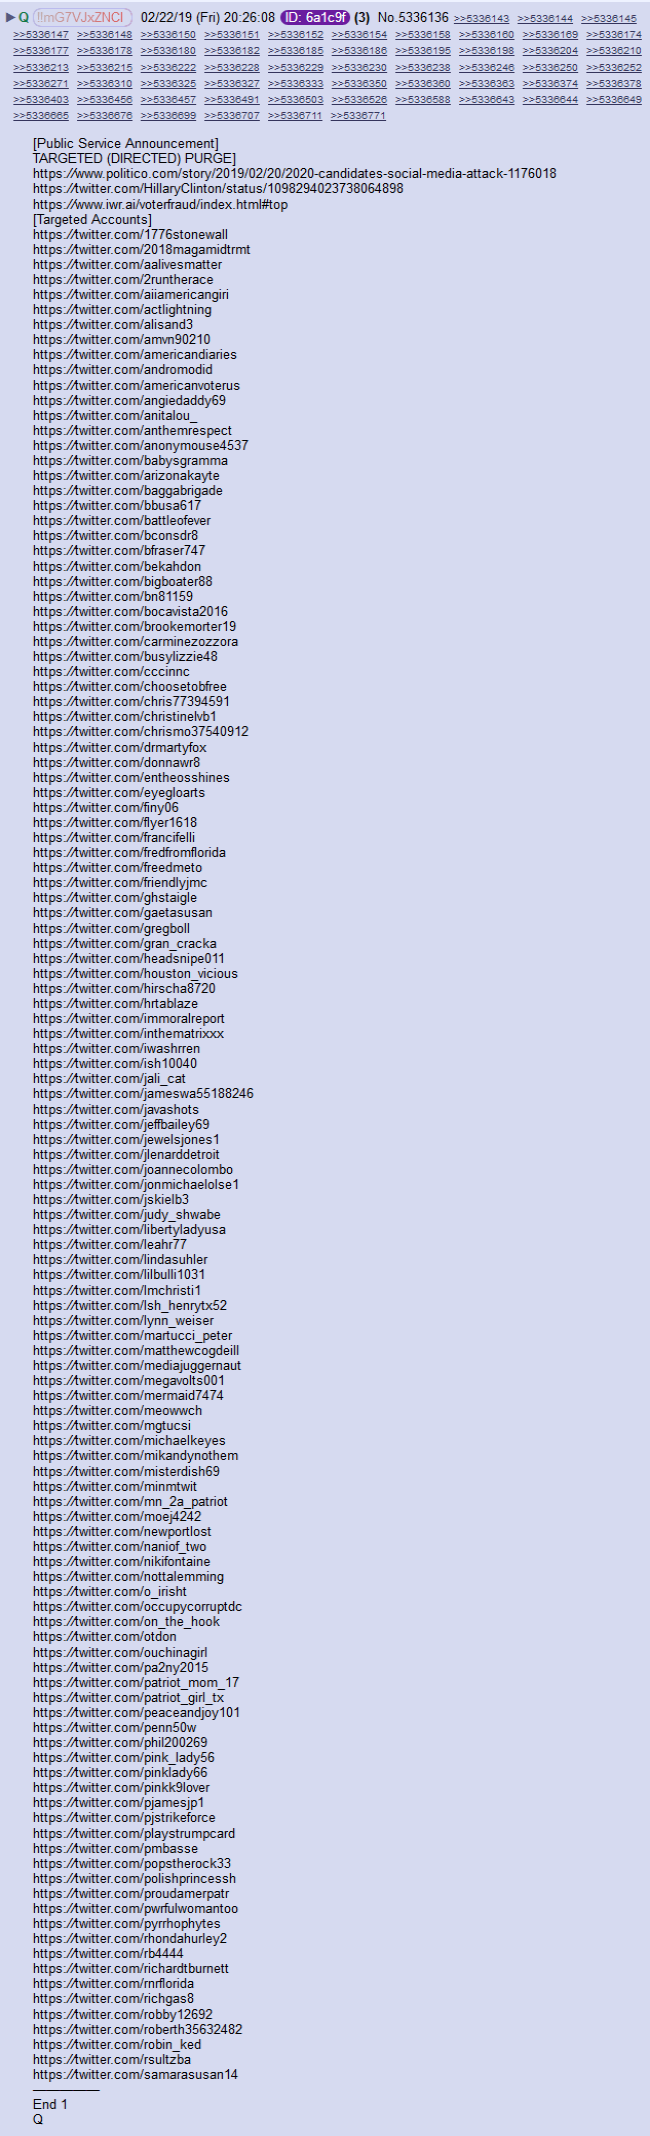 ▶ Q !!mG7VJxZNCI 02/22/19 (Fri) 20:26:08 ID: 6a1c9f (3) No.5336136 >>5336143 >>5336144 >>5336145
>>5336147 >>5336148 >>5336150 >>5336151 >>5336152 >>5336154 >>5336158 >>5336160 >>5336169 >>5336174
>>5336177 >>5336178 >>5336180 >>5336182 >>5336185 >>5336186 >>5336195 >>5336198 >>5336204 >>5336210
>>5336213 >>5336215 >>5336222 >>5336228 >>5336229 >>5336230 >>5336238 >>5336246 >>5336250 >>5336252
>>5336271 >>5336310 >>5336325 >>5336327 >>5336333 >>5336350 >>5336360 >>5336363 >>5336374 >>5336378
>>5336403 >>5336456 >>5336457 >>5336491 >>5336503 >>5336526 >>5336588 >>5336643 >>5336644 >>5336649
>>5336665 >>5336676 >>5336699 >>5336707 >>5336711 >>5336771
[Public Service Announcement]
TARGETED (DIRECTED) PURGE]
https://www.politico.com/story/2019/02/20/2020-candidates-social-media-attack-1176018
https://twitter.com/HillaryClinton/status/1098294023738064898
https://www.iwr.ai/voterfraud/index.html#top
[Targeted Accounts]
https://twitter.com/1776stonewall
https://twitter.com/2018magamidtrmt
https://twitter.com/aalivesmatter
https://twitter.com/2runtherace
https://twitter.com/aiiamericangiri
https://twitter.com/actlightning
https://twitter.com/alisand3
https://twitter.com/amvn90210
https://twitter.com/americandiaries
https://twitter.com/andromodid
https://twitter.com/americanvoterus
https://twitter.com/angiedaddy69
https://twitter.com/anitalou_
https://twitter.com/anthemrespect
https://twitter.com/anonymouse4537
https://twitter.com/babysgramma
https://twitter.com/arizonakayte
https://twitter.com/baggabrigade
https://twitter.com/bbusa617
https://twitter.com/battleofever
https://twitter.com/bconsdr8
https://twitter.com/bfraser747
https://twitter.com/bekahdon
https://twitter.com/bigboater88
https://twitter.com/bn81159
https://twitter.com/bocavista2016
https://twitter.com/brookemorter19
https://twitter.com/carminezozzora
https://twitter.com/busylizzie48
https://twitter.com/cccinnc
https://twitter.com/choosetobfree
https://twitter.com/chris77394591
https://twitter.com/christinelvb1
https://twitter.com/chrismo37540912
https://twitter.com/drmartyfox
https://twitter.com/donnawr8
https://twitter.com/entheosshines
https://twitter.com/eyegloarts
https://twitter.com/finy06
https://twitter.com/flyer1618
https://twitter.com/francifelli
https://twitter.com/fredfromflorida
https://twitter.com/freedmeto
https://twitter.com/friendlyjmc
https://twitter.com/ghstaigle
https://twitter.com/gaetasusan
https://twitter.com/gregboll
https://twitter.com/gran_cracka
https://twitter.com/headsnipe011
https://twitter.com/houston_vicious
https://twitter.com/hirscha8720
https://twitter.com/hrtablaze
https://twitter.com/immoralreport
https://twitter.com/inthematrixxx
https://twitter.com/iwashrren
https://twitter.com/ish10040
https://twitter.com/jali_cat
https://twitter.com/jameswa55188246
https://twitter.com/javashots
https://twitter.com/jeffbailey69
https://twitter.com/jewelsjones1
https://twitter.com/jlenarddetroit
https://twitter.com/joannecolombo
https://twitter.com/jonmichaelolse1
https://twitter.com/jskielb3
https://twitter.com/judy_shwabe
https://twitter.com/libertyladyusa
https://twitter.com/leahr77
https://twitter.com/lindasuhler
https://twitter.com/lilbulli1031
https://twitter.com/lmchristi1
https://twitter.com/lsh_henrytx52
https://twitter.com/lynn_weiser
https://twitter.com/martucci_peter
https://twitter.com/matthewcogdeill
https://twitter.com/mediajuggernaut
https://twitter.com/megavolts001
https://twitter.com/mermaid7474
https://twitter.com/meowwch
https://twitter.com/mgtucsi
https://twitter.com/michaelkeyes
https://twitter.com/mikandynothem
https://twitter.com/misterdish69
https://twitter.com/minmtwit
https://twitter.com/mn_2a_patriot
https://twitter.com/moej4242
https://twitter.com/newportlost
https://twitter.com/naniof_two
https://twitter.com/nikifontaine
https://twitter.com/nottalemming
https://twitter.com/o_irisht
https://twitter.com/occupycorruptdc
https://twitter.com/on_the_hook
https://twitter.com/otdon
https://twitter.com/ouchinagirl
https://twitter.com/pa2ny2015
https://twitter.com/patriot_mom_17
https://twitter.com/patriot_girl_tx
https://twitter.com/peaceandjoy101
https://twitter.com/penn50w
https://twitter.com/phil200269
https://twitter.com/pink_lady56
https://twitter.com/pinklady66
https://twitter.com/pinkk9lover
https://twitter.com/pjamesjp1
https://twitter.com/pjstrikeforce
https://twitter.com/playstrumpcard
https://twitter.com/pmbasse
https://twitter.com/popstherock33
https://twitter.com/polishprincessh
https://twitter.com/proudamerpatr
https://twitter.com/pwrfulwomantoo
https://twitter.com/pyrrhophytes
https://twitter.com/rhondahurley2
https://twitter.com/rb4444
https://twitter.com/richardtburnett
https://twitter.com/rnrflorida
https://twitter.com/richgas8
https://twitter.com/robby12692
https://twitter.com/roberth35632482
https://twitter.com/robin_ked
https://twitter.com/rsultzba
https://twitter.com/samarasusan14
__________
End 1
Q